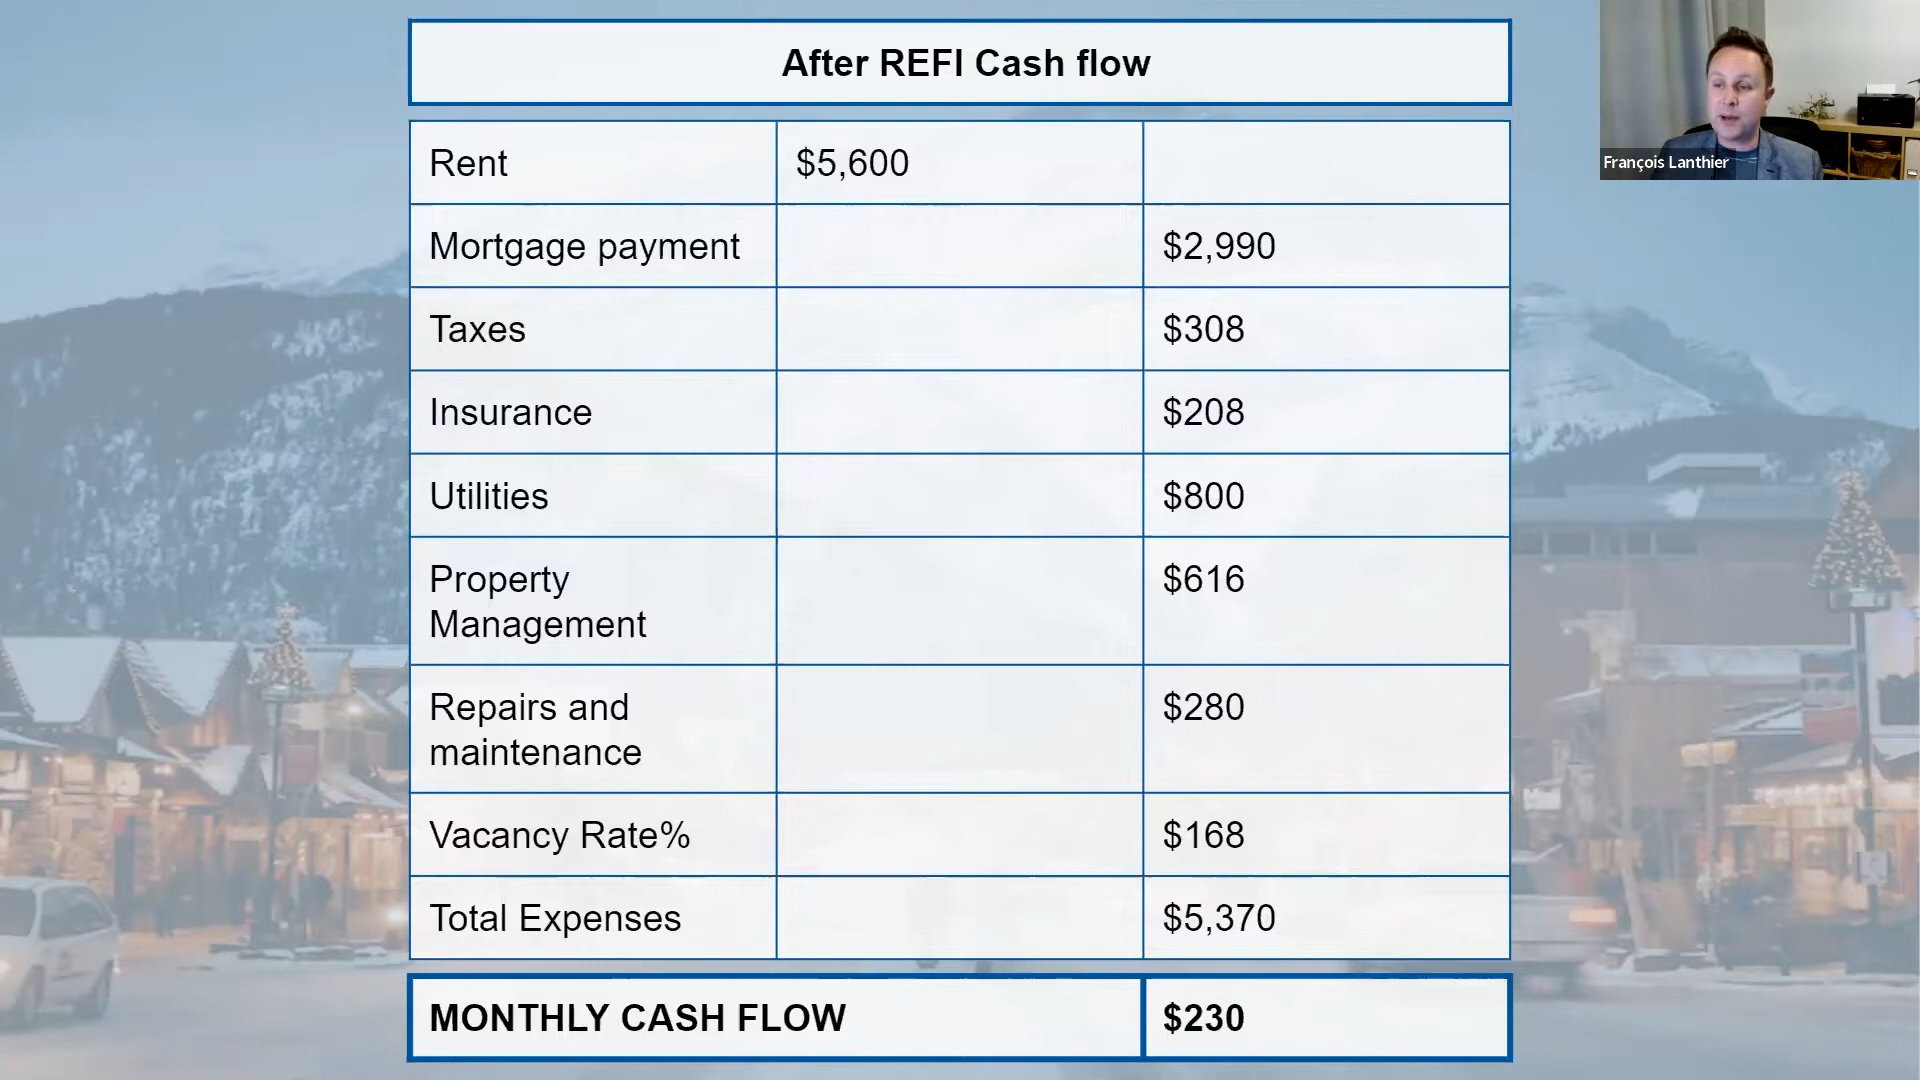 After REFI Cash flow
François Lanthier
Rent $5,600
Mortgage payment $2,990
Taxes $308
Insurance $208
Utilities $800
Property $616
Management
Repairs and $280
maintenance
Vacancy Rate% $168
Total Expenses $5,370
MONTHLY CASH FLOW $230